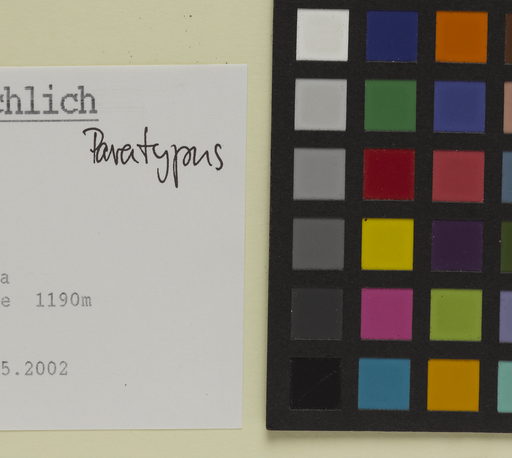 chlich
Paratypus
a
e 1190m
5.2002